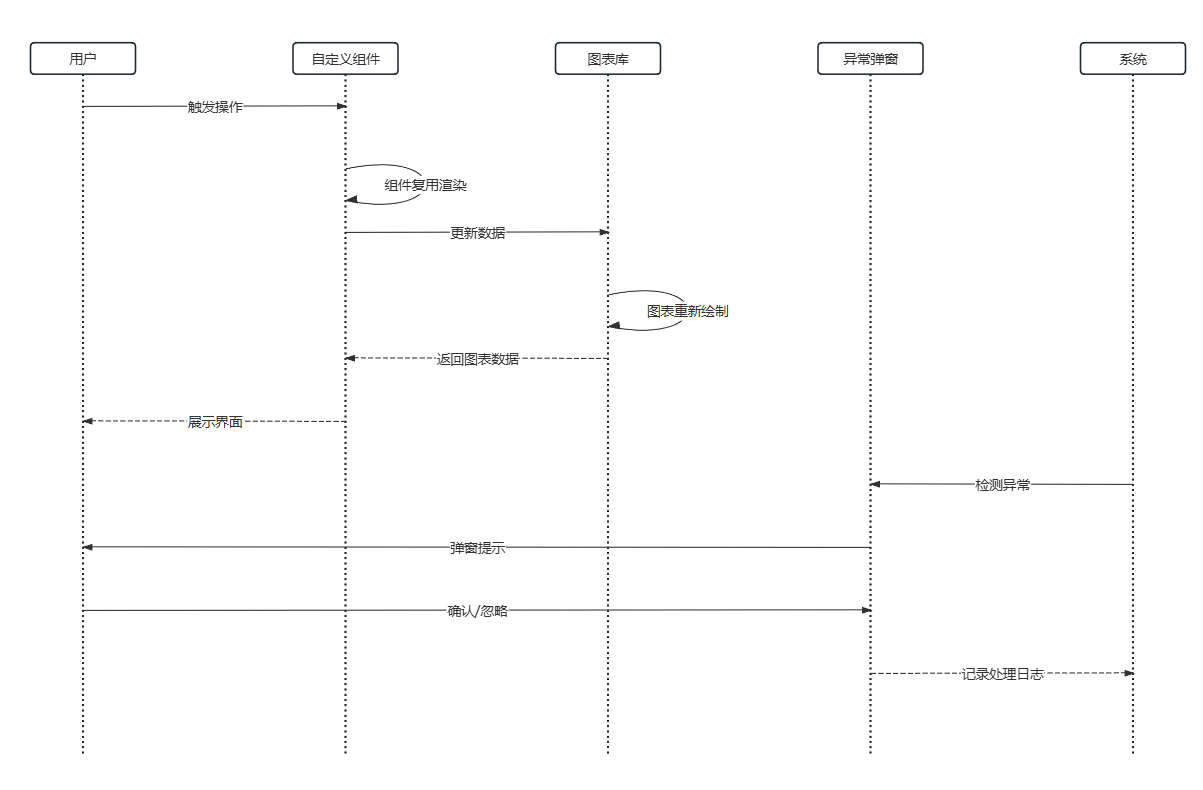 用户
自定义组件
图表库
异常弹窗
系统
触发操作
组件复用渲染
更新数据
图表重新绘制
返回图表数据
展示界面
检测异常
弹窗提示
确认/忽略
记录处理日志